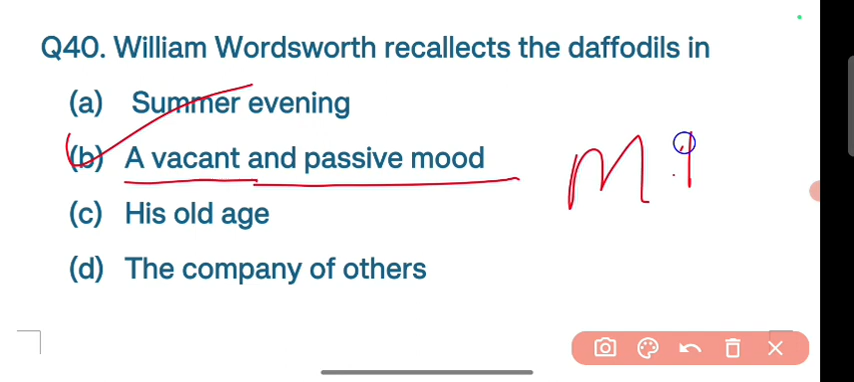 Q40. William Wordsworth recallects the daffodils in
(a) Summer evening
(b) A vacant and passive mood
(c) His old age
(d) The company of others